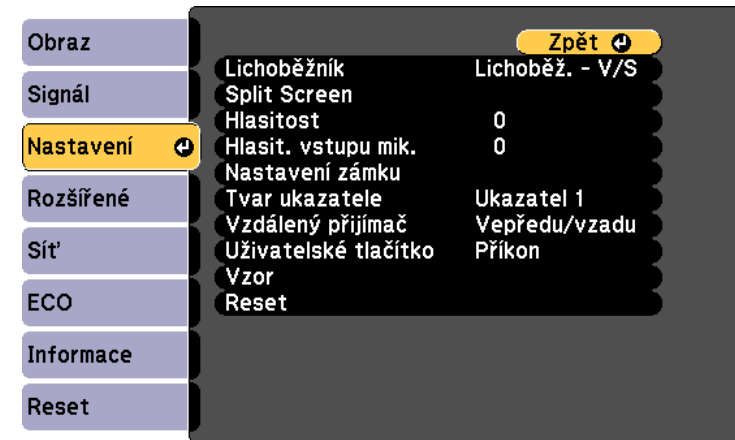 Obraz
Signál
Nastavení
Rozšířené
Síť
ECO
Informace
Reset
Zpět
Lichoběžník Lichoběž. - V/S
Split Screen
Hlasitost 0
Hlasit. vstupu mik. 0
Nastavení zámku
Tvar ukazatele Ukazatel 1
Vzdálený přijímač Vepředu/vzadu
Uživatelské tlačítko Příkon
Vzor
Reset